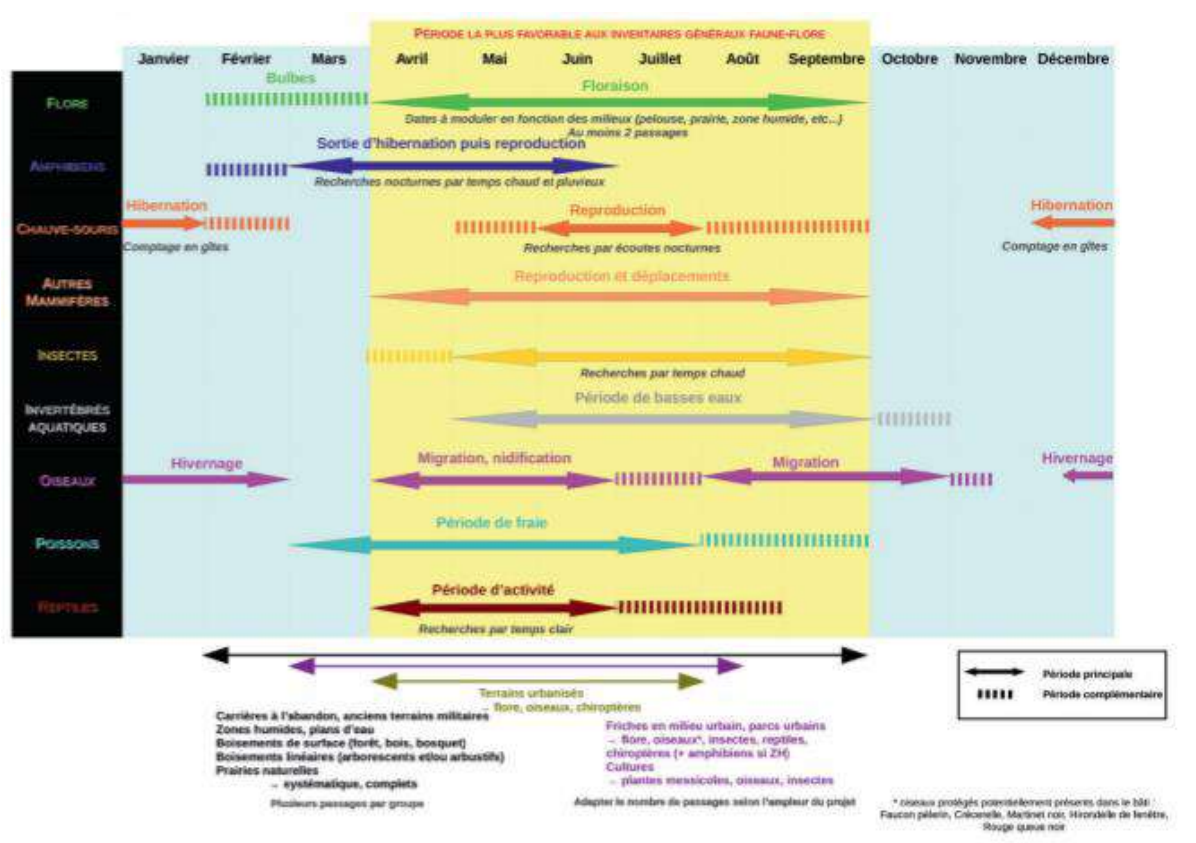 PÉRIODE LA PLUS FAVORABLE AUX INVENTAIRES GÉNÉRAUX FAUNE-FLORE
Janvier Février Mars Avril Mai Juin Juillet Août Septembre Octobre Novembre Décembre
FLORE
Bulbes
Floraison
Dates à moduler en fonction des milieux (pelouse, prairie, zone humide, etc...)
Au moins 2 passages
AMPHIBIENS
Sortie d'hibernation puis reproduction
Recherches nocturnes par temps chaud et pluvieux
CHAUVE-SOURIS
Hibernation
Comptage en gîtes
Reproduction
Recherches par écoutes nocturnes
Hibernation
Comptage en gîtes
AUTRES
MAMMIFÈRES
Reproduction et déplacements
INSECTES
Recherches par temps chaud
INVERTÉBRÉS
AQUATIQUES
Période de basses eaux
OISEAUX
Hivernage
Migration, nidification
Migration
Hivernage
POISSONS
Période de fraie
REPTILES
Période d'activité
Recherches par temps clair
Période principale
Période complémentaire
Terrains urbanisés
→ flore, oiseaux, chiroptères
Carrières à l'abandon, anciens terrains militaires
Zones humides, plans d'eau
Boisements de surface (forêt, bois, bosquet)
Boisements linéaires (arborescents et/ou arbustifs)
Prairies naturelles
→ systématique, complets
Plusieurs passages par groupe
Friches en milieu urbain, parcs urbains
→ flore, oiseaux*, insectes, reptiles,
chiroptères (+ amphibiens si ZH)
Cultures
→ plantes messicoles, oiseaux, insectes
Adapter le nombre de passages selon l'ampleur du projet
* oiseaux protégés potentiellement présents dans le bâti :
Faucon pèlerin, Crécerelle, Martinet noir, Hirondelle de fenêtre,
Rouge queue noir